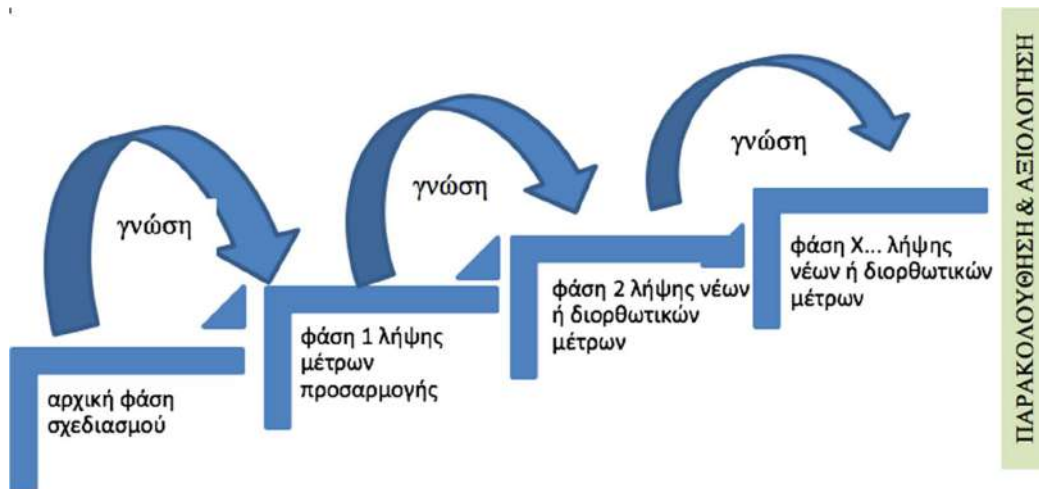 γνώση
γνώση
γνώση
αρχική φάση
σχεδιασμού
φάση 1 λήψης
μέτρων
προσαρμογής
φάση 2 λήψης νέων
ή διορθωτικών
μέτρων
φάση Χ... λήψης
νέων ή διορθωτικών
μέτρων
ΠΑΡΑΚΟΛΟΥΘΗΣΗ & ΑΞΙΟΛΟΓΗΣΗ